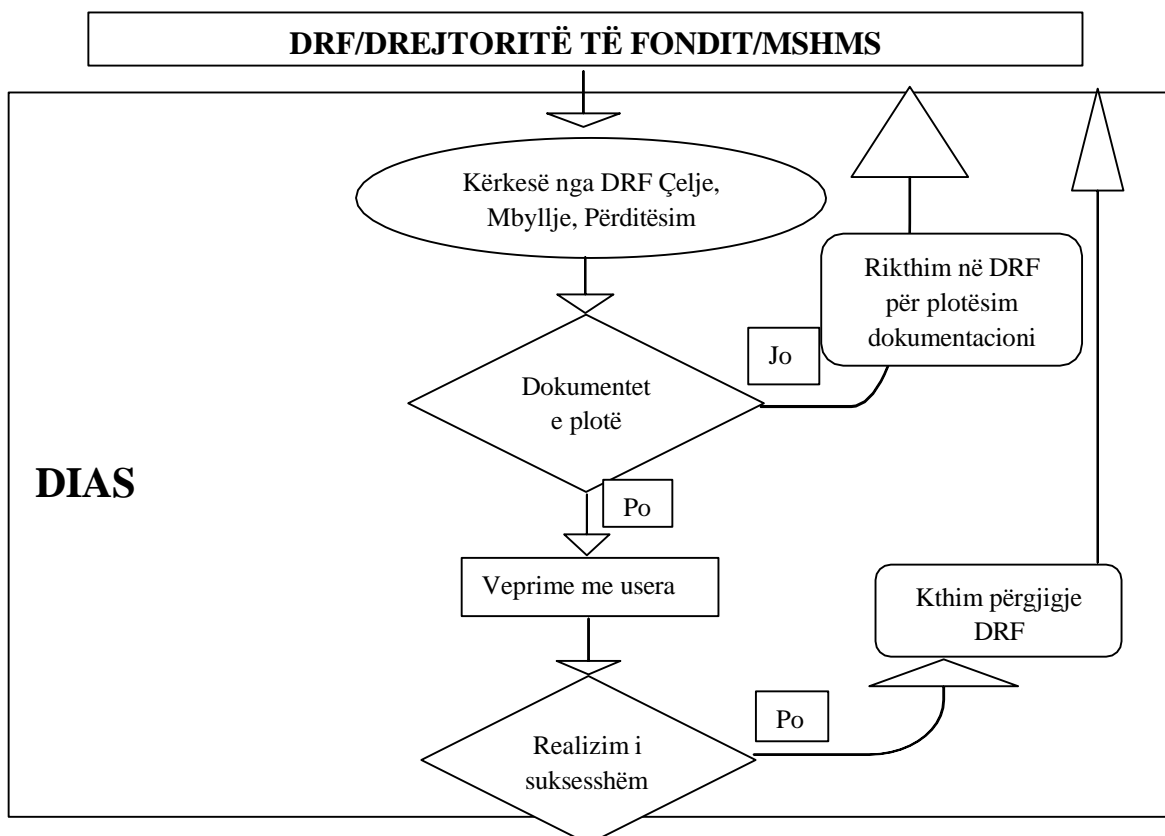 DRF/DREJTORITË TË FONDIT/MSHMS
Kërkesë nga DRF Çelje,
Mbyllje, Përditësim
Rikthim në DRF
për plotësim
dokumentacioni
Jo
Dokumentet
e plotë
DIAS
Po
Veprime me usera
Kthim përgjigje
DRF
Po
Realizim i
suksesshëm